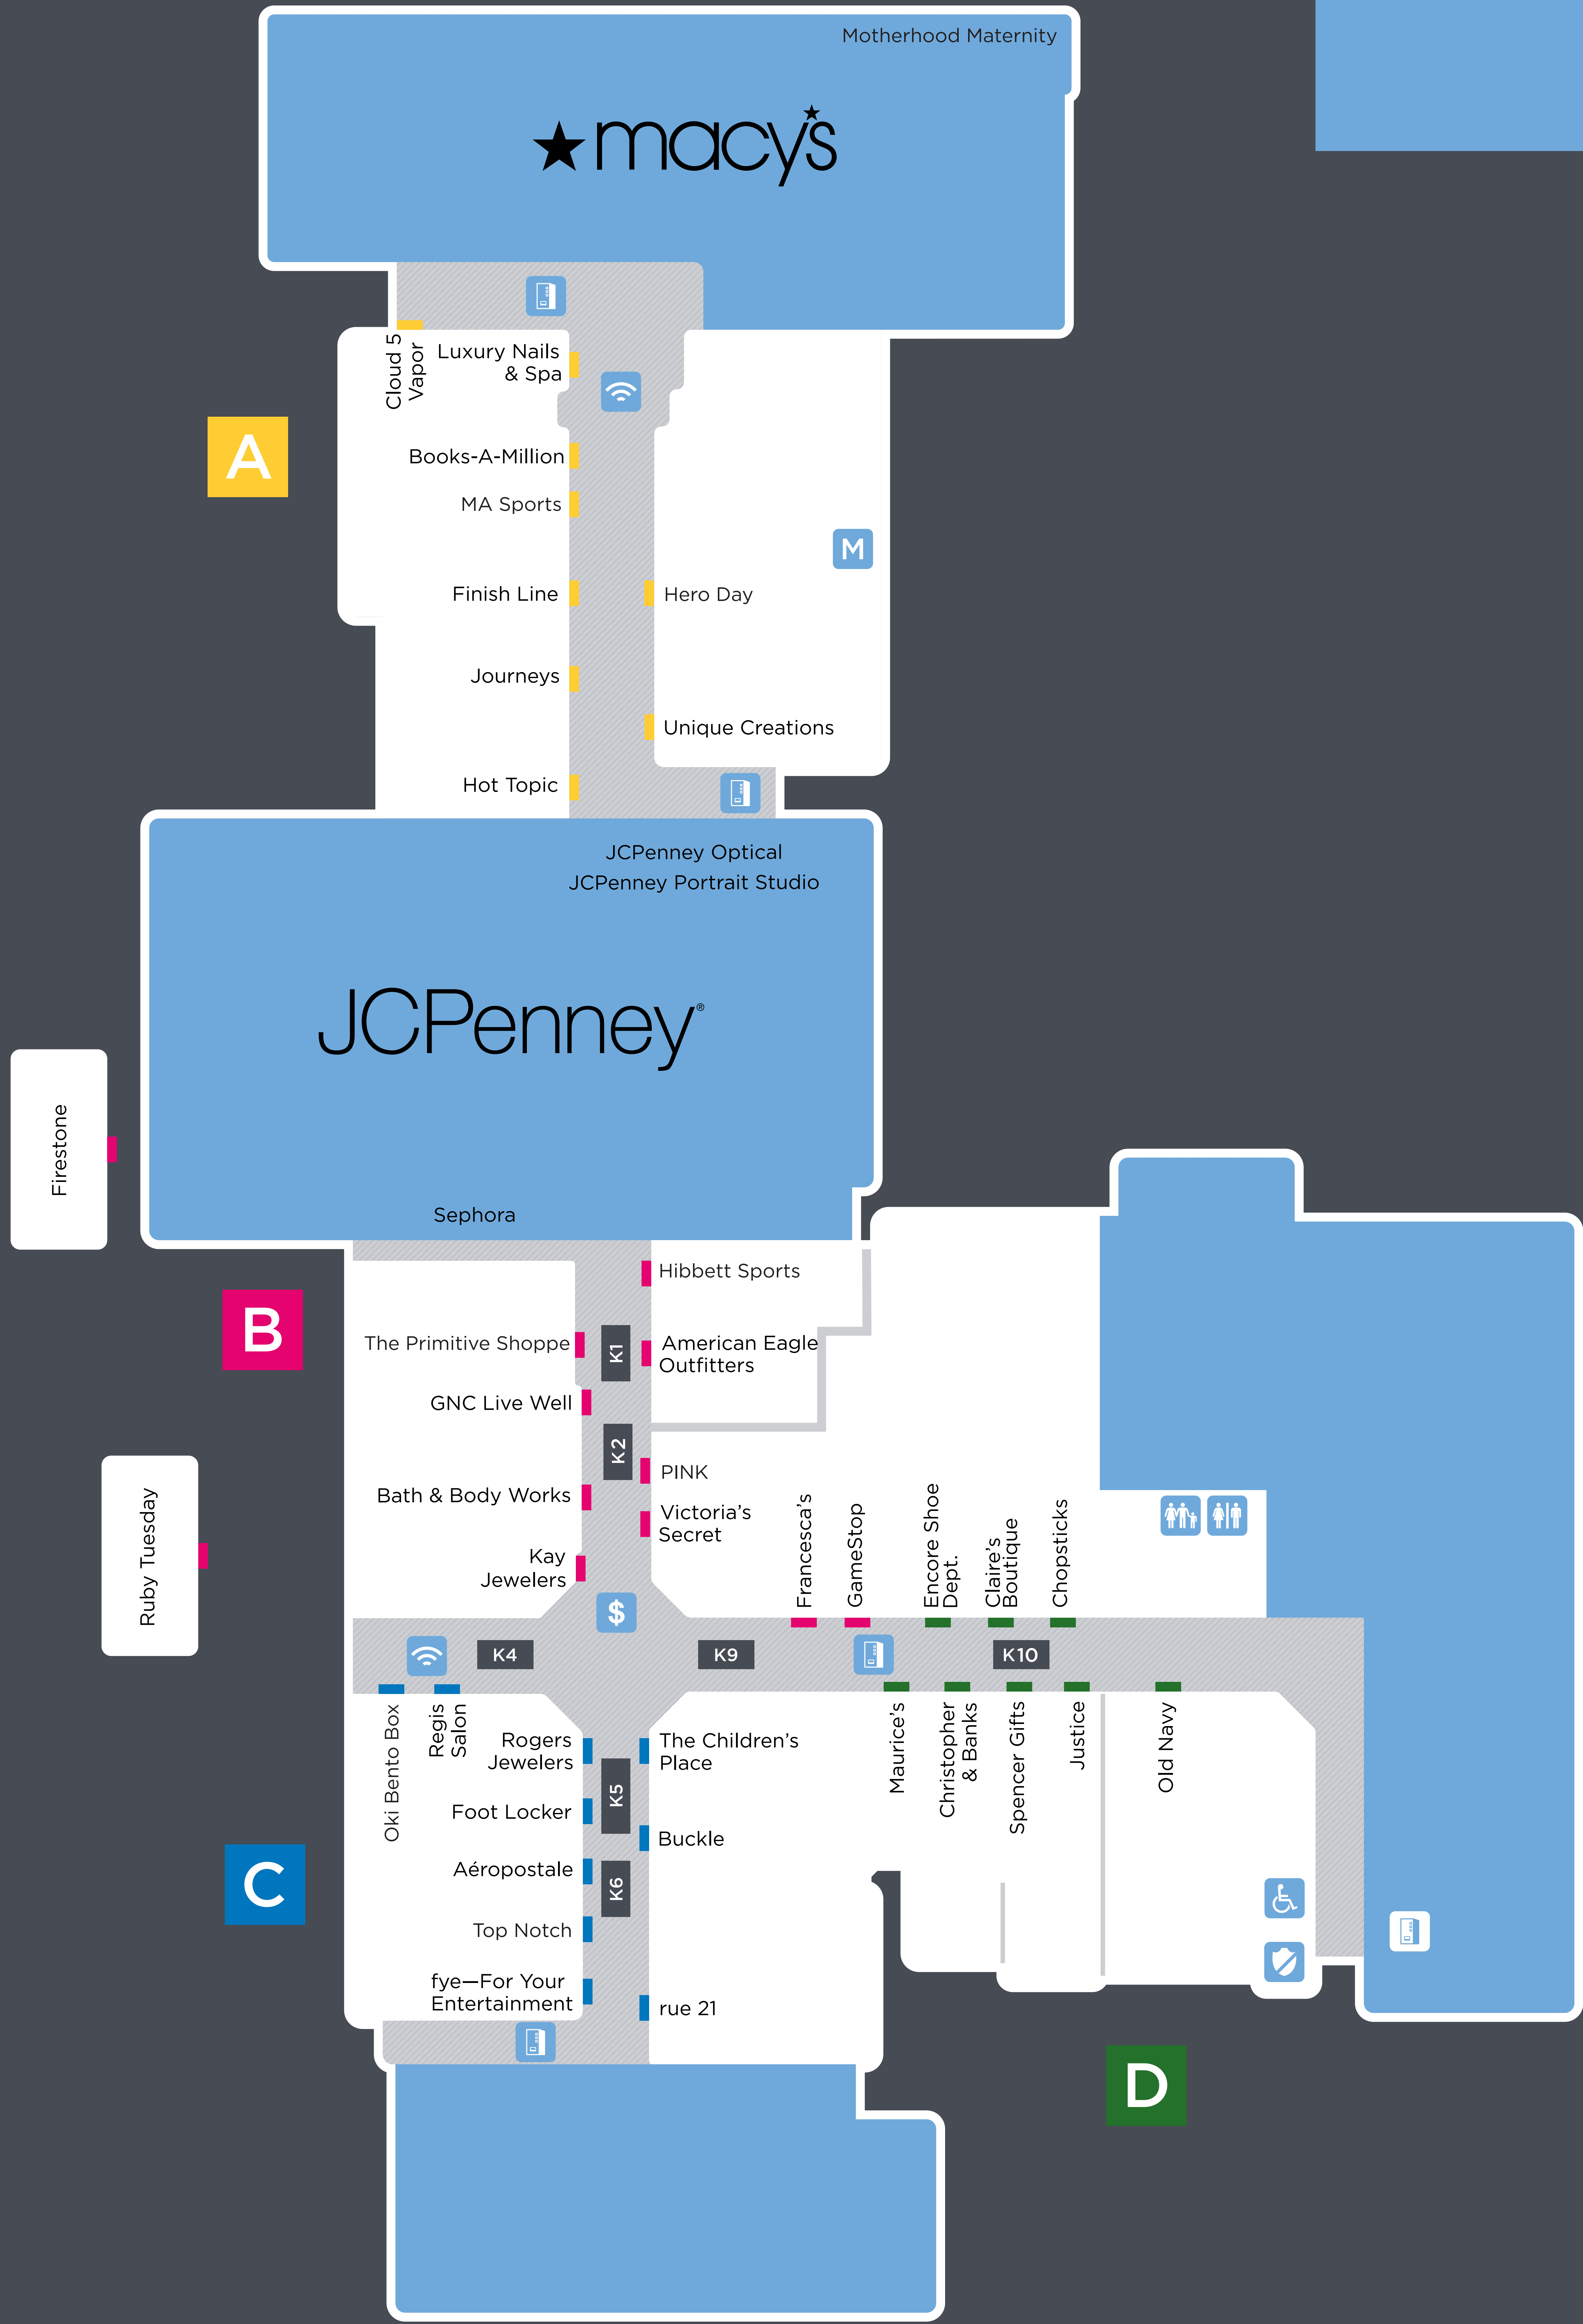 Motherhood Maternity
macy's
Cloud 5
Vapor
Luxury Nails
& Spa
A
Books-A-Million
MA Sports
M
Finish Line
Hero Day
Journeys
Unique Creations
Hot Topic
JCPenney Optical
JCPenney Portrait Studio
JCPenney®
Firestone
Sephora
Hibbett Sports
B
The Primitive Shoppe
K1
American Eagle
Outfitters
GNC Live Well
K2
PINK
Ruby Tuesday
Bath & Body Works
Victoria's
Secret
Kay
Jewelers
Francesca's
GameStop
Encore Shoe
Dept.
Claire's
Boutique
Chopsticks
$
K4
K9
K10
Oki Bento Box
Regis
Salon
Rogers
Jewelers
The Children's
Place
Maurice's
Christopher
& Banks
Spencer Gifts
Justice
Old Navy
K5
Foot Locker
Buckle
C
Aéropostale
K6
Top Notch
fye—For Your
Entertainment
rue 21
D